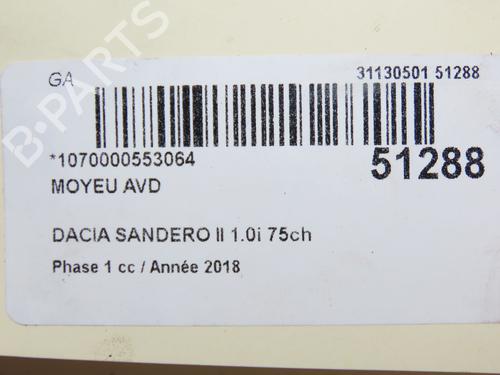 GA
31130501 51288
*1070000553064
51288
MOYEU AVD
DACIA SANDERO II 1.0i 75ch
Phase 1 cc / Année 2018
B-PARTS